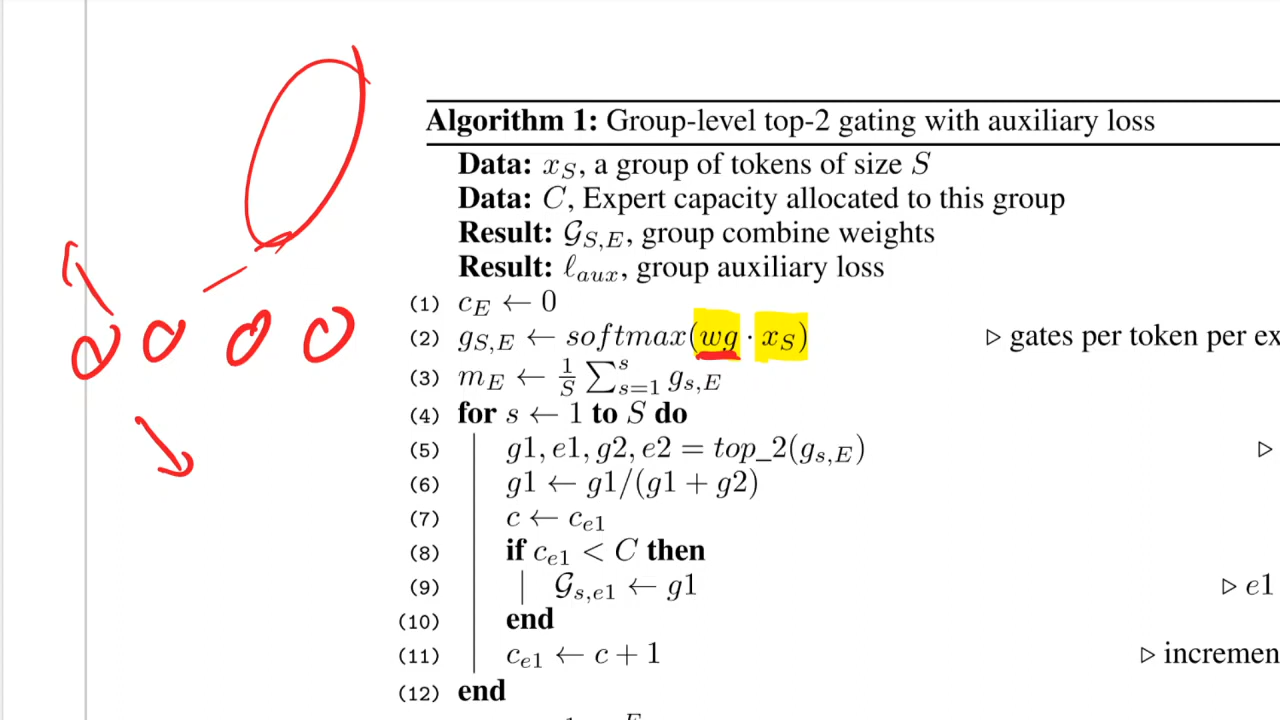 Algorithm 1: Group-level top-2 gating with auxiliary loss
Data: x_S, a group of tokens of size S
Data: C, Expert capacity allocated to this group
Result: 𝒢_{S,E}, group combine weights
Result: ℓ_{aux}, group auxiliary loss
(1) c_E ← 0
(2) g_{S,E} ← softmax(wg · x_S) ▷ gates per token per ex
(3) m_E ← 1/S ∑_{s=1}^{s} g_{s,E}
(4) for s ← 1 to S do
(5) g1, e1, g2, e2 = top_2(g_{s,E}) ▷
(6) g1 ← g1/(g1 + g2)
(7) c ← c_{e1}
(8) if c_{e1} < C then
(9) 𝒢_{s,e1} ← g1 ▷ e1
(10) end
(11) c_{e1} ← c + 1 ▷ incremen
(12) end